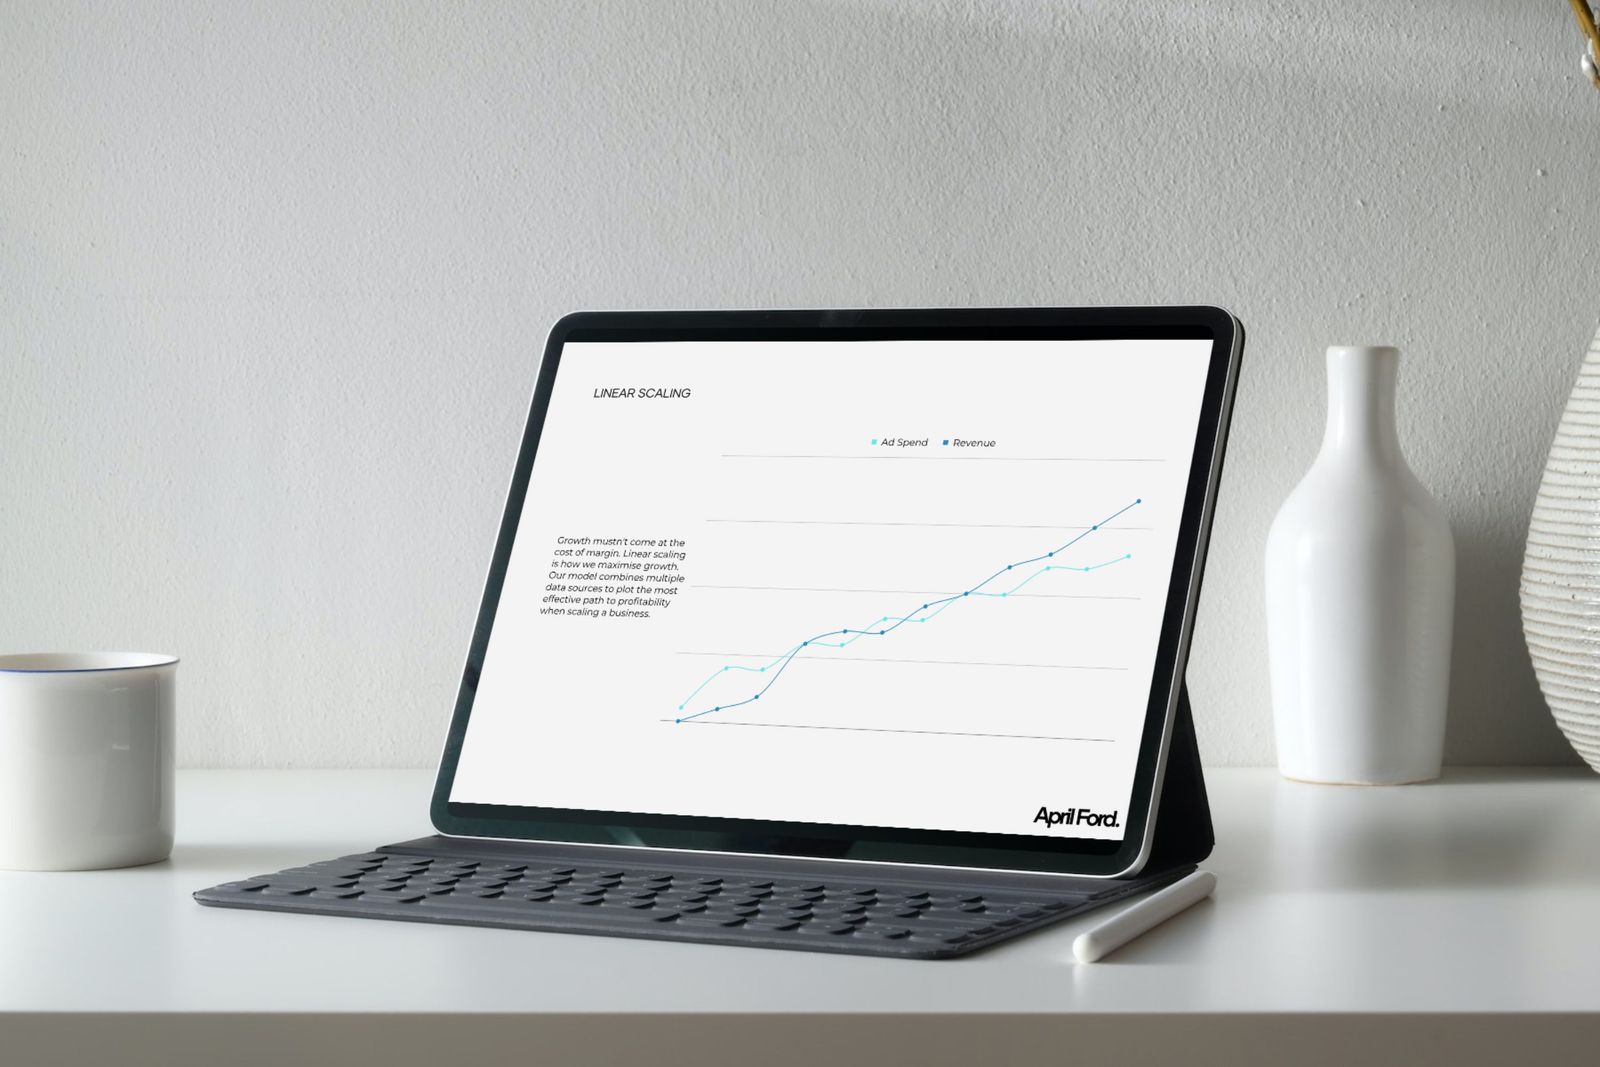 LINEAR SCALING
Ad Spend Revenue
Growth mustn't come at the
cost of margin. Linear scaling
is how we maximise growth.
Our model combines multiple
data sources to plot the most
effective path to profitability
when scaling a business.
April Ford.